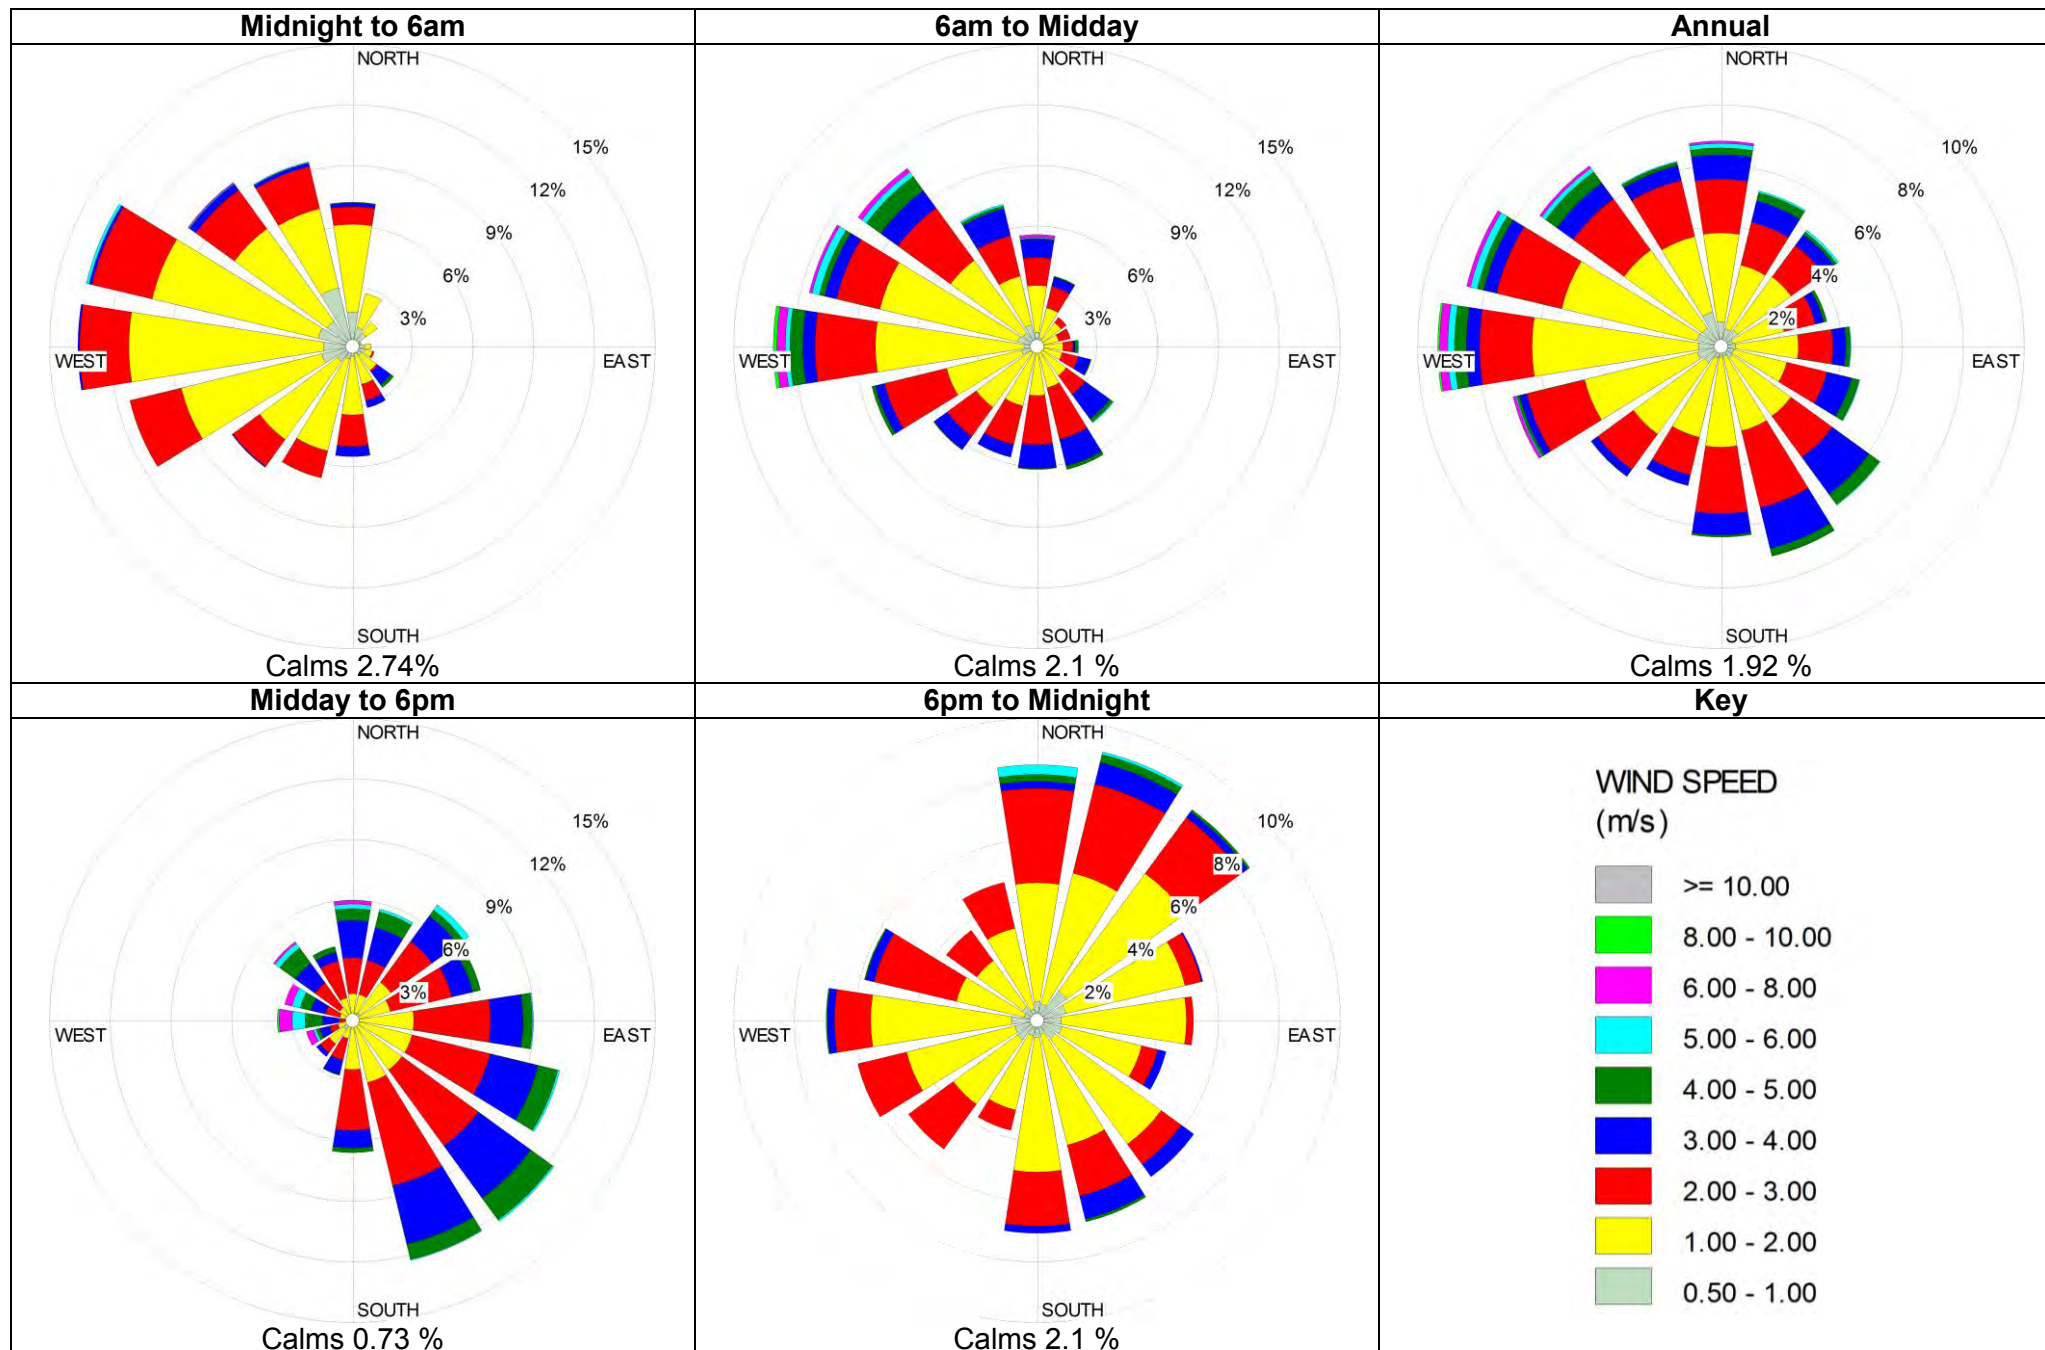 Midnight to 6am
NORTH
15%
12%
9%
6%
3%
WEST
EAST
SOUTH
Calms 2.74%
6am to Midday
NORTH
15%
12%
9%
6%
3%
WEST
EAST
SOUTH
Calms 2.1 %
Annual
NORTH
10%
8%
6%
4%
2%
WEST
EAST
SOUTH
Calms 1.92 %
Midday to 6pm
NORTH
15%
12%
9%
6%
3%
WEST
EAST
SOUTH
Calms 0.73 %
6pm to Midnight
NORTH
10%
8%
6%
4%
2%
WEST
EAST
SOUTH
Calms 2.1 %
Key
WIND SPEED
(m/s)
>= 10.00
8.00 - 10.00
6.00 - 8.00
5.00 - 6.00
4.00 - 5.00
3.00 - 4.00
2.00 - 3.00
1.00 - 2.00
0.50 - 1.00